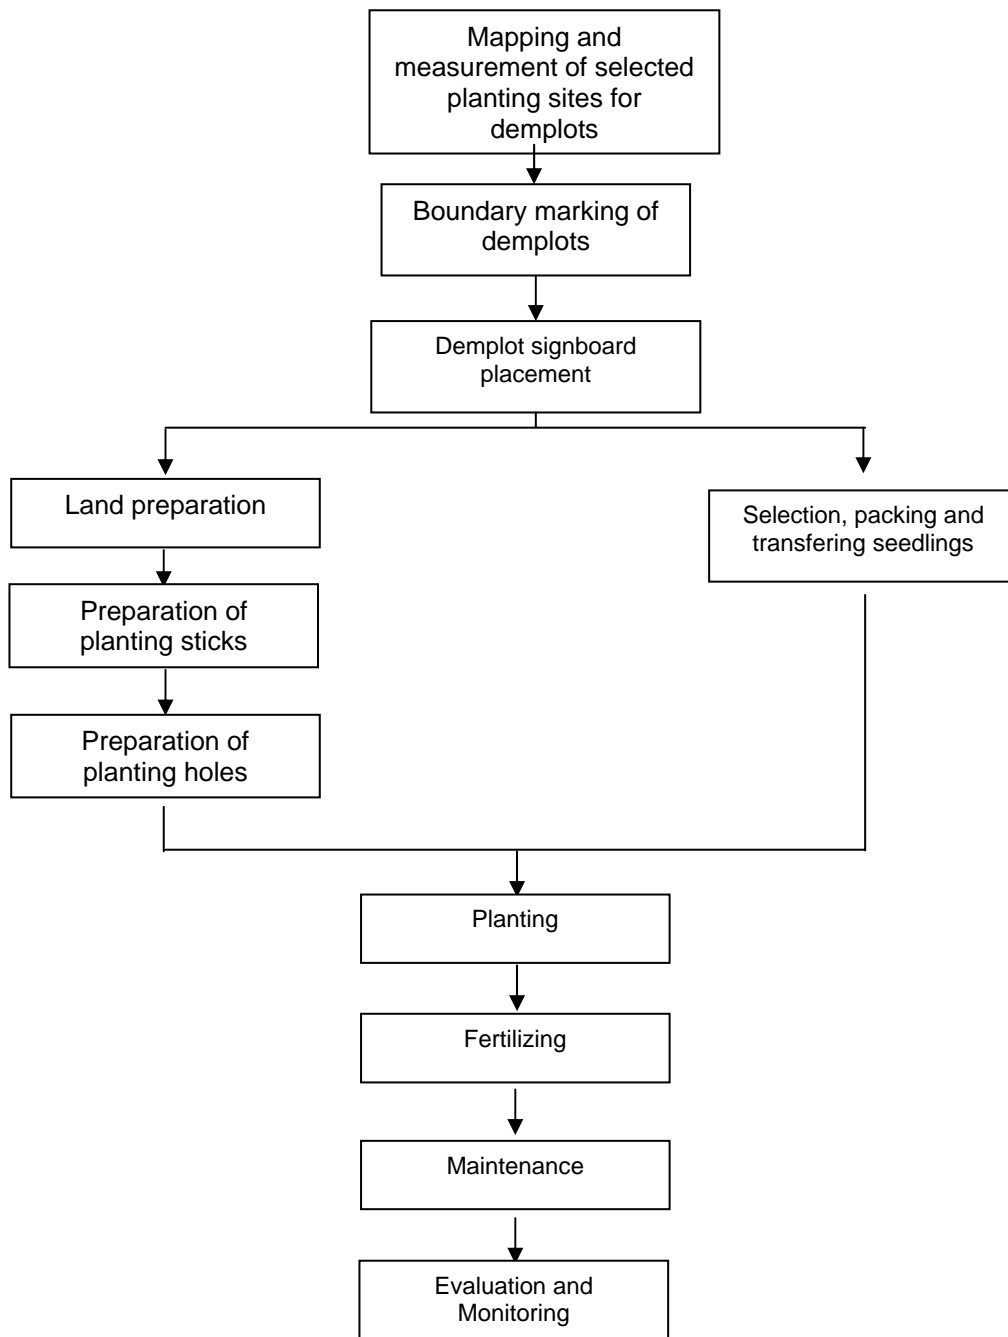 Mapping and
measurement of selected
planting sites for
demplots
Boundary marking of
demplots
Demplot signboard
placement
Land preparation
Selection, packing and
transfering seedlings
Preparation of
planting sticks
Preparation of
planting holes
Planting
Fertilizing
Maintenance
Evaluation and
Monitoring